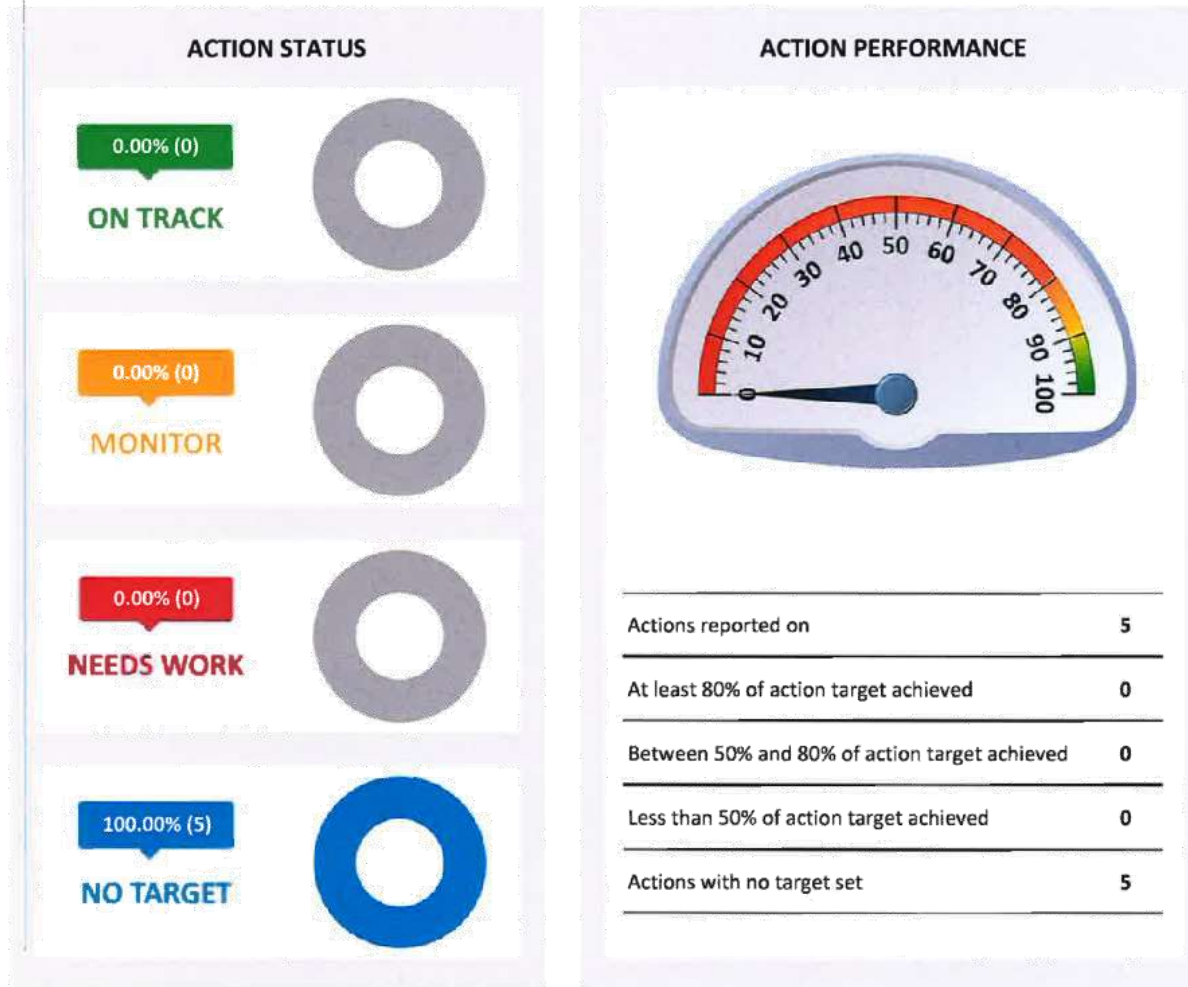 ACTION STATUS
0.00% (0)
ON TRACK
0.00% (0)
MONITOR
0.00% (0)
NEEDS WORK
100.00% (5)
NO TARGET
ACTION PERFORMANCE
0 10 20 30 40 50 60 70 80 90 100
Actions reported on 5
At least 80% of action target achieved 0
Between 50% and 80% of action target achieved 0
Less than 50% of action target achieved 0
Actions with no target set 5